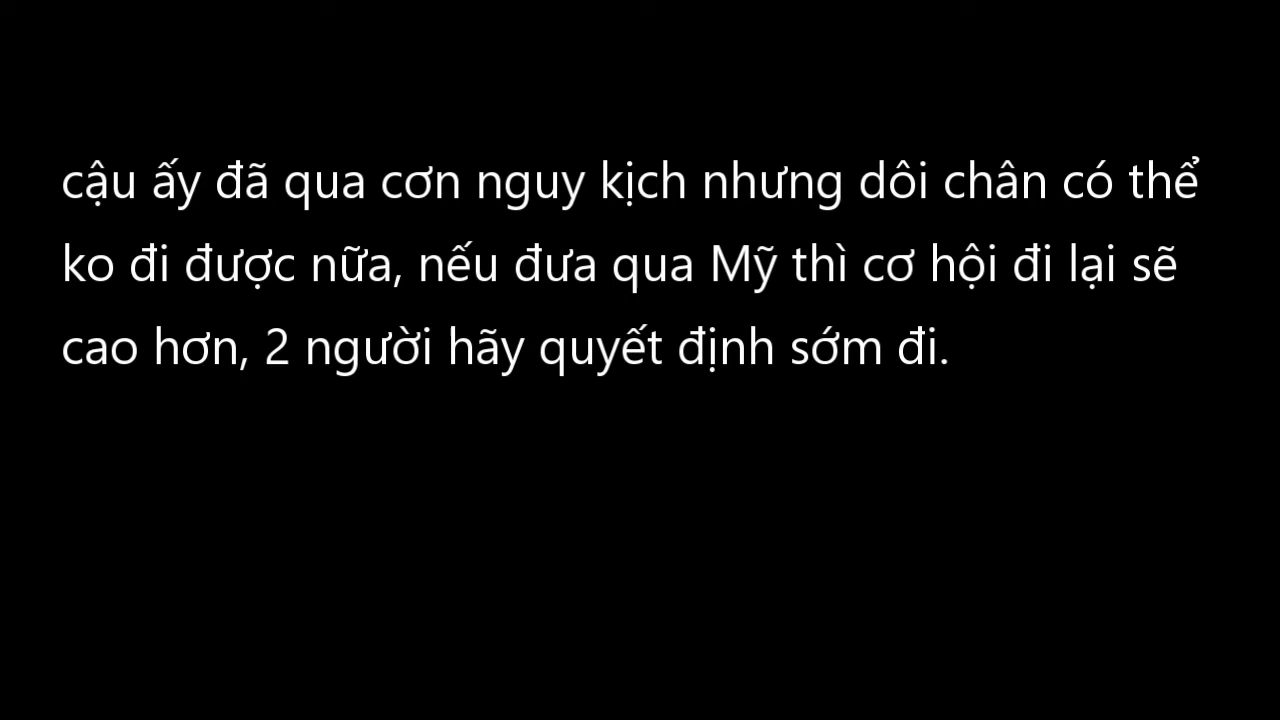 cậu ấy đã qua cơn nguy kịch nhưng dôi chân có thể
ko đi được nữa, nếu đưa qua Mỹ thì cơ hội đi lại sẽ
cao hơn, 2 người hãy quyết định sớm đi.